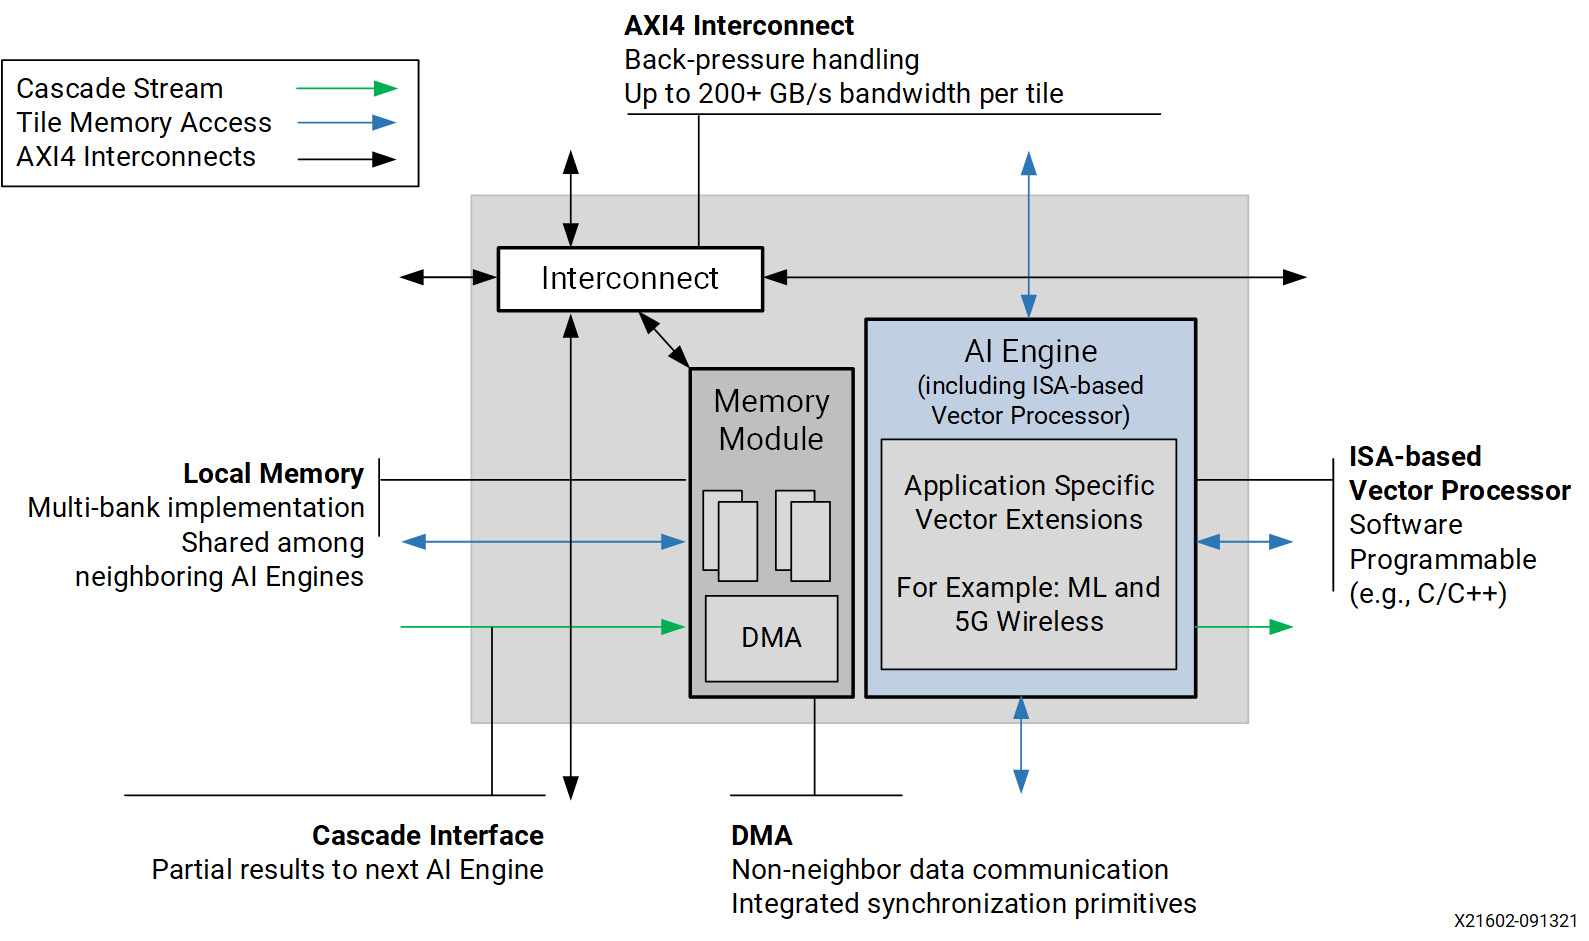 AXI4 Interconnect
Back-pressure handling
Up to 200+ GB/s bandwidth per tile
Cascade Stream
Tile Memory Access
AXI4 Interconnects
Interconnect
Memory
Module
DMA
AI Engine
(including ISA-based
Vector Processor)
Application Specific
Vector Extensions
For Example: ML and
5G Wireless
Local Memory
Multi-bank implementation
Shared among
neighboring AI Engines
ISA-based
Vector Processor
Software
Programmable
(e.g., C/C++)
Cascade Interface
Partial results to next AI Engine
DMA
Non-neighbor data communication
Integrated synchronization primitives
X21602-091321